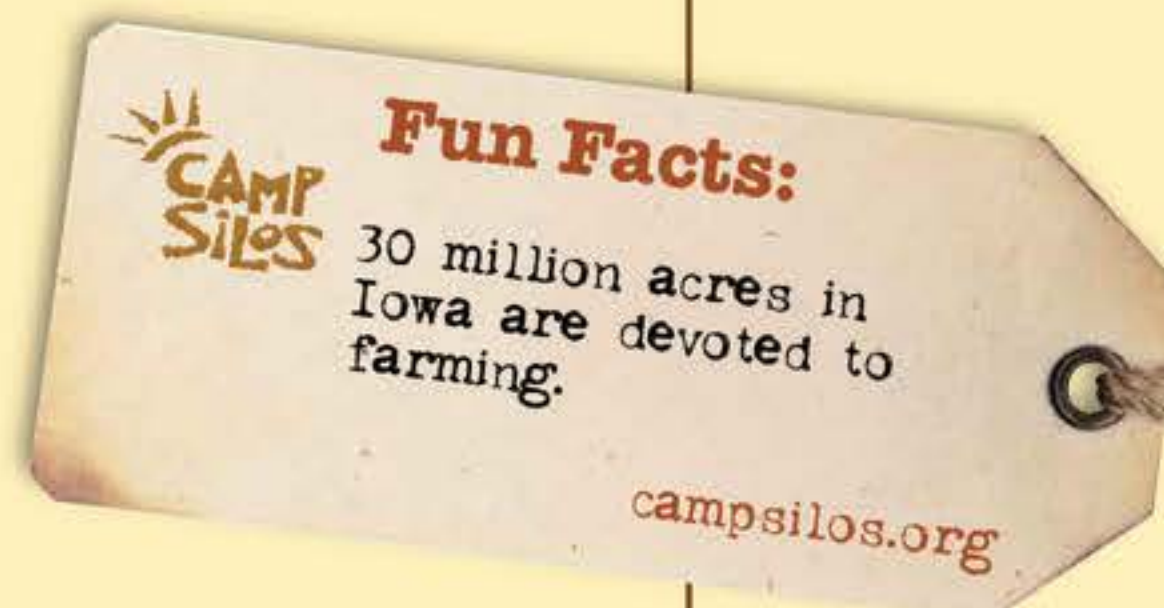 CAMP
SiLoS
Fun Facts:
30 million acres in
Iowa are devoted to
farming.
campsilos.org